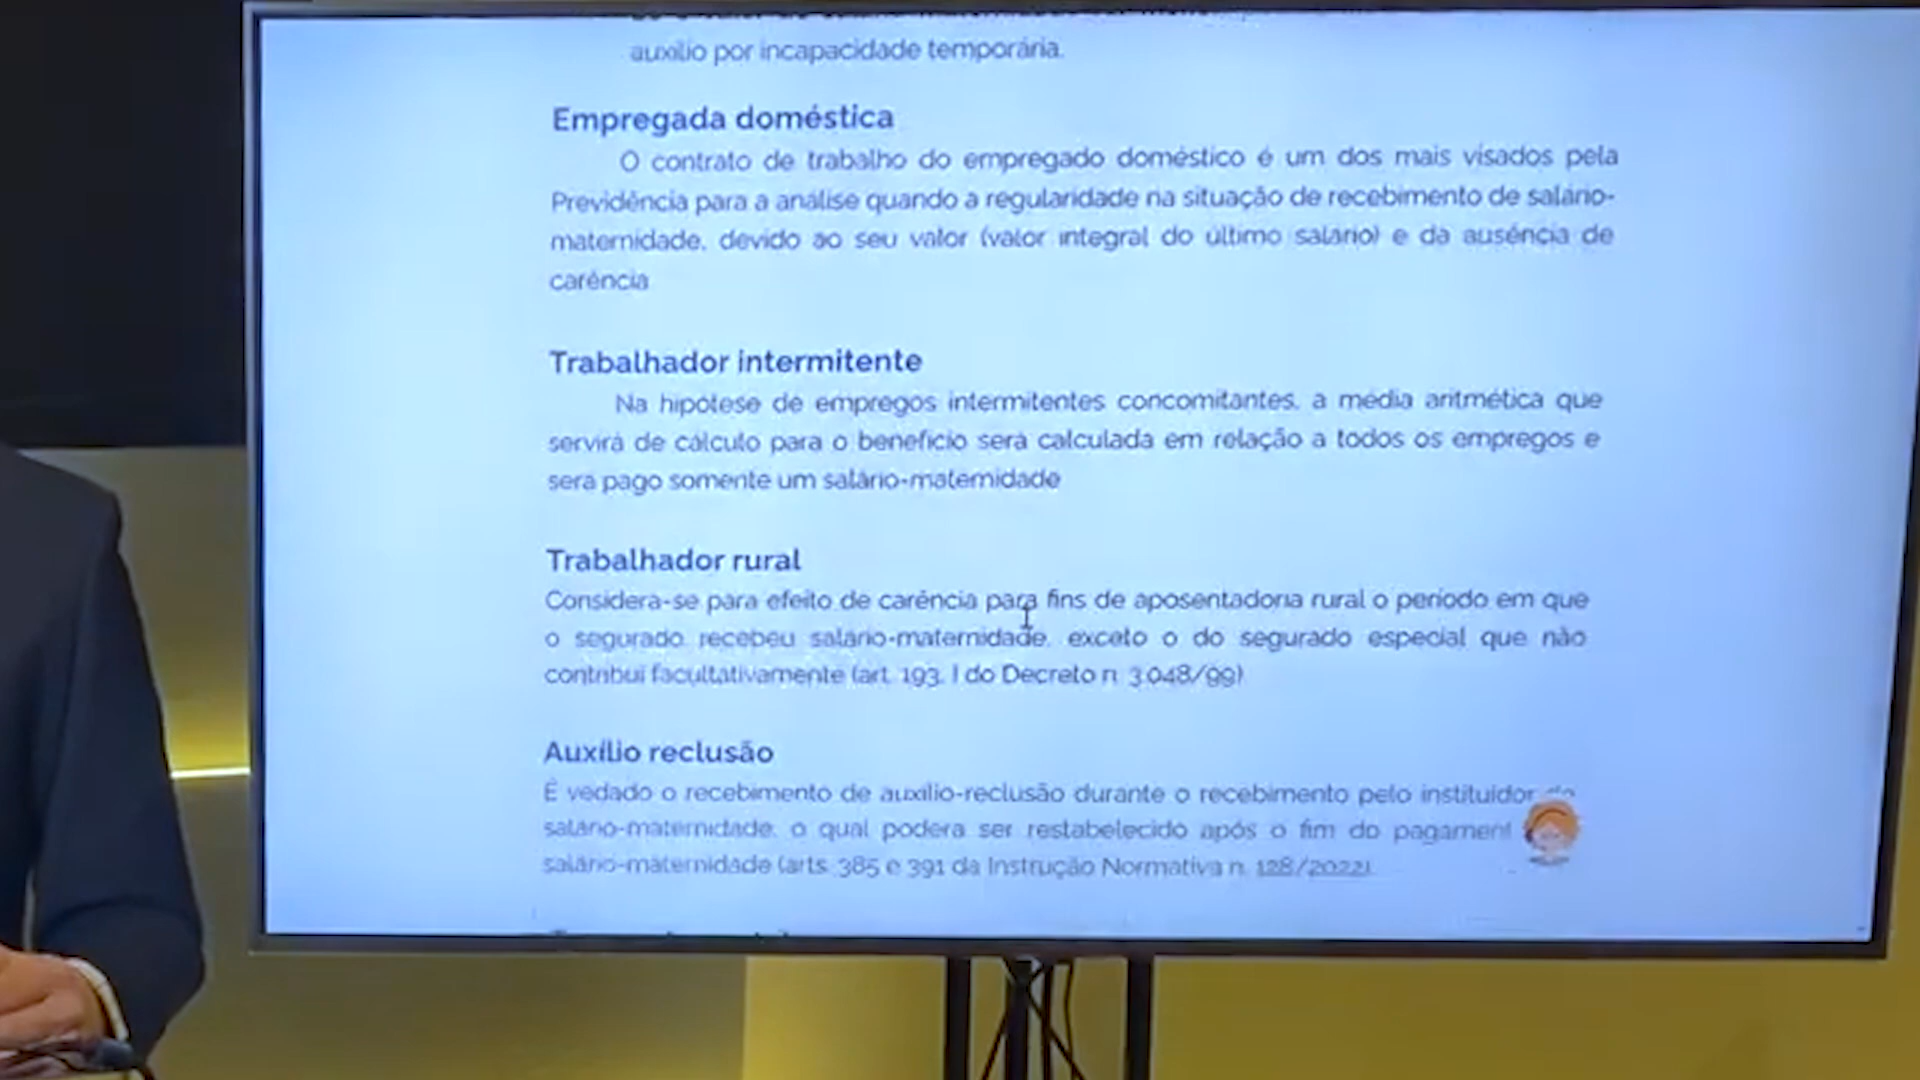 auxílio por incapacidade temporária.
Empregada doméstica
O contrato de trabalho do empregado doméstico é um dos mais visados pela
Previdência para a análise quando a regularidade na situação de recebimento de salário-
maternidade, devido ao seu valor (valor integral do último salário) e da ausência de
carência
Trabalhador intermitente
Na hipótese de empregos intermitentes concomitantes, a média aritmética que
servirá de cálculo para o benefício será calculada em relação a todos os empregos e
será pago somente um salário-maternidade
Trabalhador rural
Considera-se para efeito de carência para fins de aposentadoria rural o período em que
o segurado recebeu salário-maternidade, exceto o do segurado especial que não
contribui facultativamente (art. 193, I do Decreto n. 3.048/99)
Auxílio reclusão
É vedado o recebimento de auxílio-reclusão durante o recebimento pelo instituidor
salário-maternidade, o qual poderá ser restabelecido após o fim do pagament
salário-maternidade (arts. 385 e 391 da Instrução Normativa n. 128/2022).